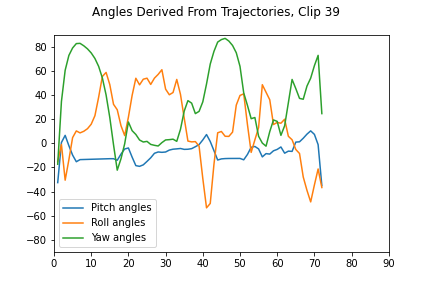 Angles Derived From Trajectories, Clip 39
80
60
40
20
0
−20
−40
−60
−80
Pitch angles
Roll angles
Yaw angles
0 10 20 30 40 50 60 70 80 90